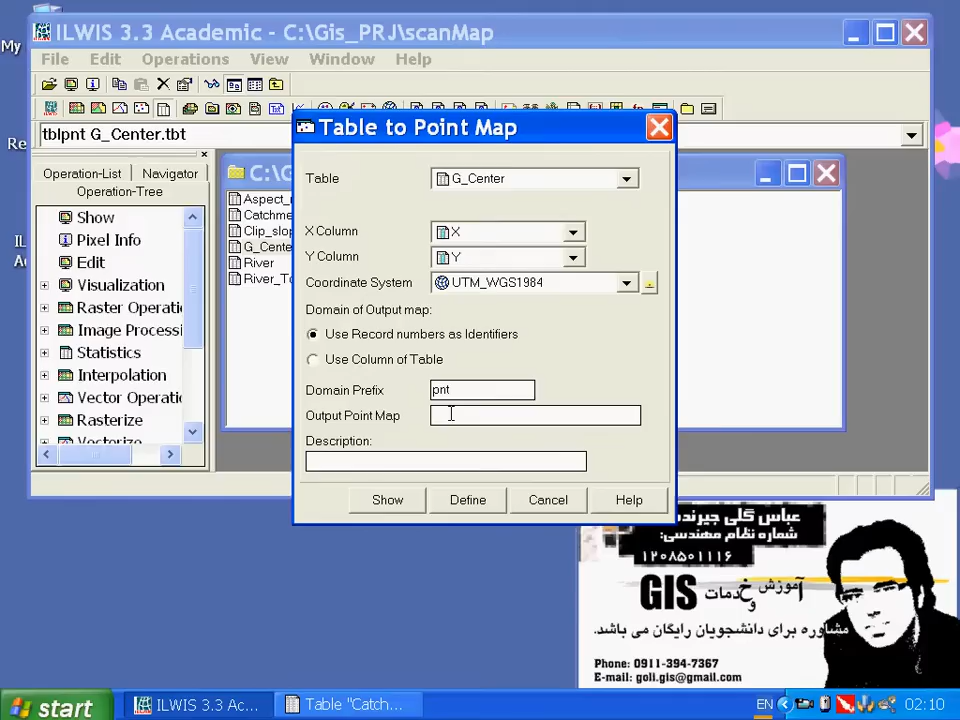 My
ILWIS 3.3 Academic - C:\Gis_PRJ\scanMap
File Edit Operations View Window Help
tblpnt G_Center.tbt
Re
Operation-List Navigator
Operation-Tree
Show
Pixel Info
Edit
Visualization
Raster Operati
Image Processi
Statistics
Interpolation
Vector Operati
Rasterize
Vectorize
IL
A
C:\G
Aspect_
Catchme
Clip_slop
G_Cente
River
River_To
Table to Point Map
Table G_Center
X Column X
Y Column Y
Coordinate System UTM_WGS1984
Domain of Output map:
Use Record numbers as Identifiers
Use Column of Table
Domain Prefix pnt
Output Point Map
Description:
Show Define Cancel Help
عباس گلی جیرند
شماره نظام مهندسی:
۱۲۰۸۵۰۱۱۱۶
GIS آموزش و خدمات
مشاوره برای دانشجویان رایگان می باشد.
Phone: 0911-394-7367
E-mail: goli.gis@gmail.com
start ILWIS 3.3 Ac... Table "Catch... EN 02:10